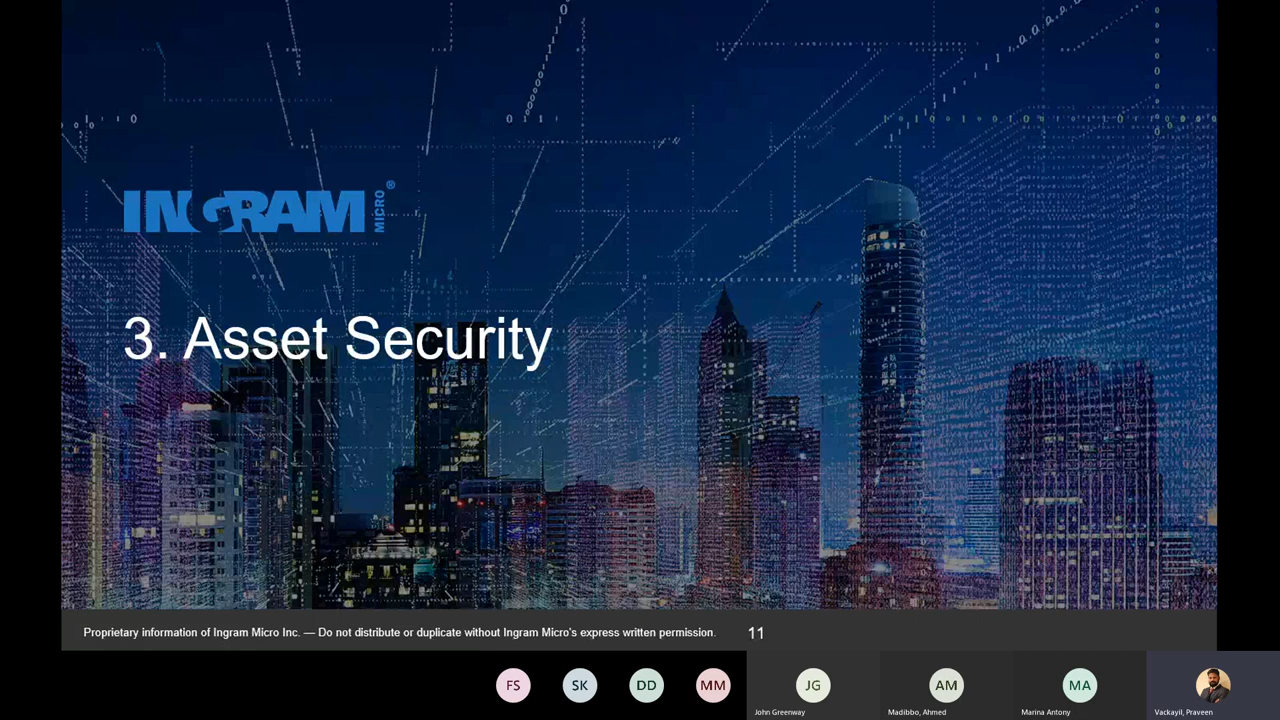 INGRAM MICRO®
3. Asset Security
Proprietary information of Ingram Micro Inc. — Do not distribute or duplicate without Ingram Micro's express written permission.
11
FS
SK
DD
MM
JG
AM
MA
John Greenway
Madibbo, Ahmed
Marina Antony
Vackayil, Praveen